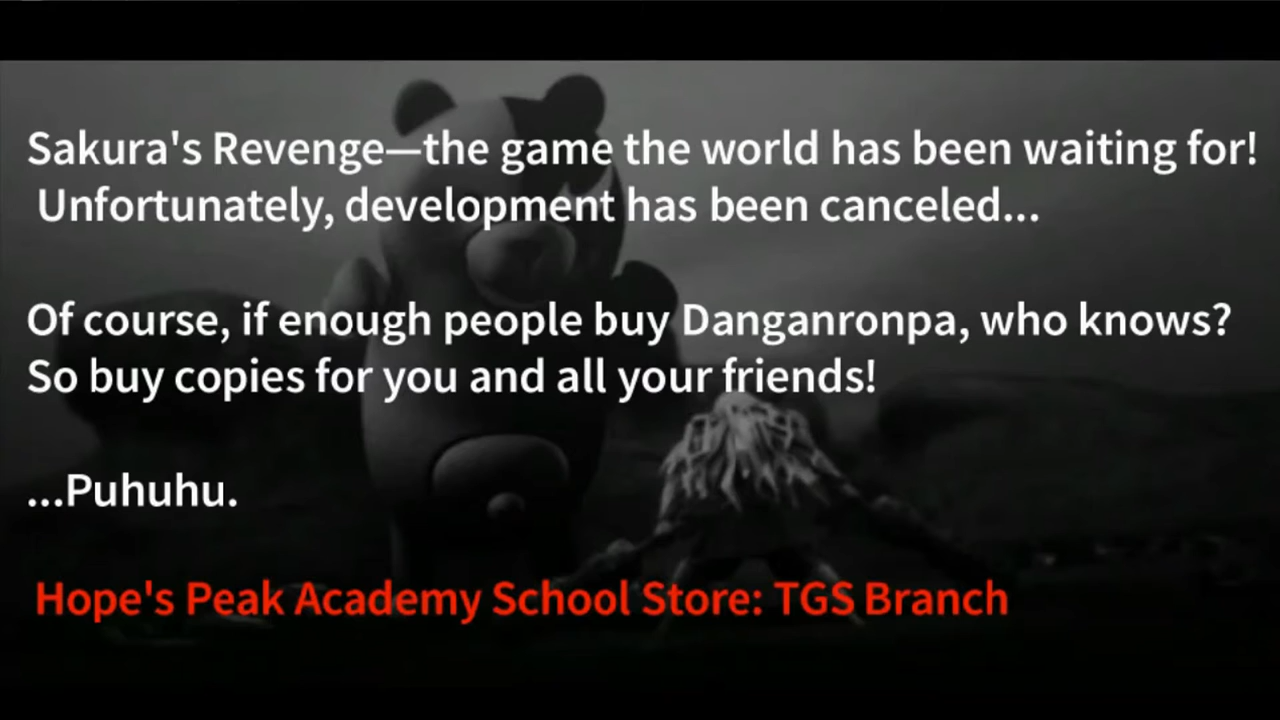 Sakura's Revenge—the game the world has been waiting for!
Unfortunately, development has been canceled...
Of course, if enough people buy Danganronpa, who knows?
So buy copies for you and all your friends!
...Puhuhu.
Hope's Peak Academy School Store: TGS Branch